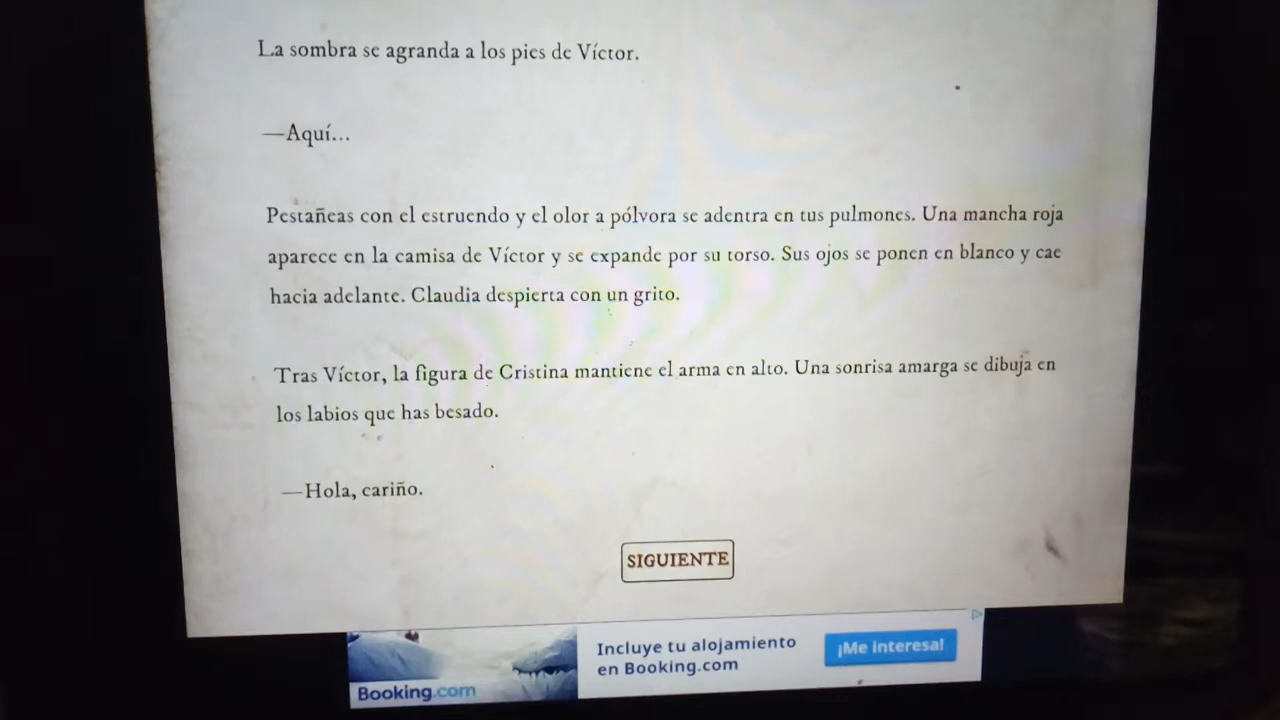 La sombra se agranda a los pies de Víctor.
—Aquí...
Pestañeas con el estruendo y el olor a pólvora se adentra en tus pulmones. Una mancha roja
aparece en la camisa de Víctor y se expande por su torso. Sus ojos se ponen en blanco y cae
hacia adelante. Claudia despierta con un grito.
Tras Víctor, la figura de Cristina mantiene el arma en alto. Una sonrisa amarga se dibuja en
los labios que has besado.
—Hola, cariño.
SIGUIENTE
Incluye tu alojamiento
en Booking.com
¡Me interesa!
Booking.com